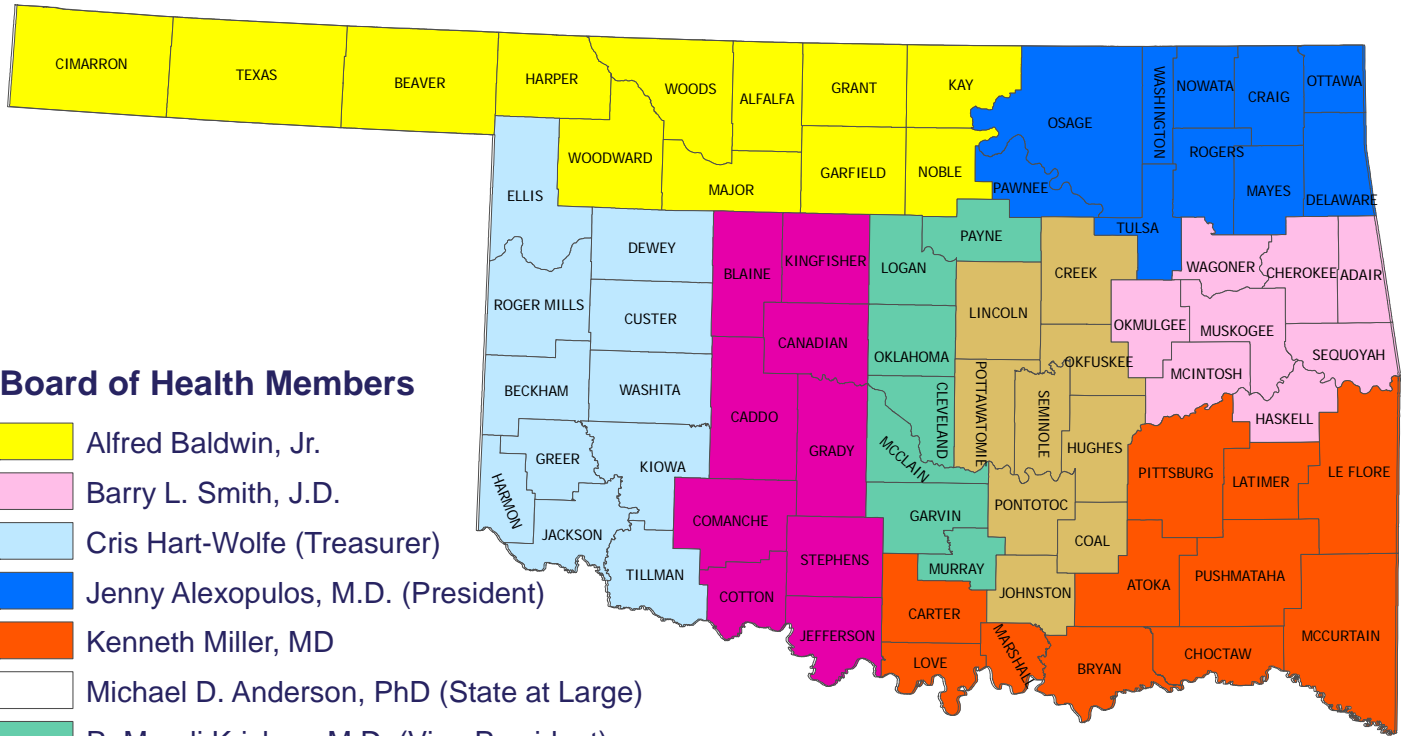 CIMARRON
TEXAS
BEAVER
HARPER
WOODS
ALFALFA
GRANT
KAY
WOODWARD
MAJOR
GARFIELD
NOBLE
OSAGE
WASHINGTON
NOWATA
CRAIG
OTTAWA
ROGERS
MAYES
DELAWARE
PAWNEE
TULSA
ELLIS
DEWEY
BLAINE
KINGFISHER
LOGAN
PAYNE
CREEK
WAGONER
CHEROKEE
ADAIR
ROGER MILLS
CUSTER
CANADIAN
OKLAHOMA
LINCOLN
OKFUSKEE
OKMULGEE
MUSKOGEE
SEQUOYAH
MCINTOSH
HASKELL
BECKHAM
WASHITA
CADDO
GRADY
CLEVELAND
POTTAWATOMIE
SEMINOLE
HUGHES
MCCLAIN
PITTSBURG
LATIMER
LE FLORE
GREER
KIOWA
HARMON
JACKSON
COMANCHE
GARVIN
PONTOTOC
COAL
TILLMAN
COTTON
STEPHENS
MURRAY
JOHNSTON
ATOKA
PUSHMATAHA
JEFFERSON
CARTER
LOVE
MARSHALL
BRYAN
CHOCTAW
MCCURTAIN
Board of Health Members
Alfred Baldwin, Jr.
Barry L. Smith, J.D.
Cris Hart-Wolfe (Treasurer)
Jenny Alexopulos, M.D. (President)
Kenneth Miller, MD
Michael D. Anderson, PhD (State at Large)